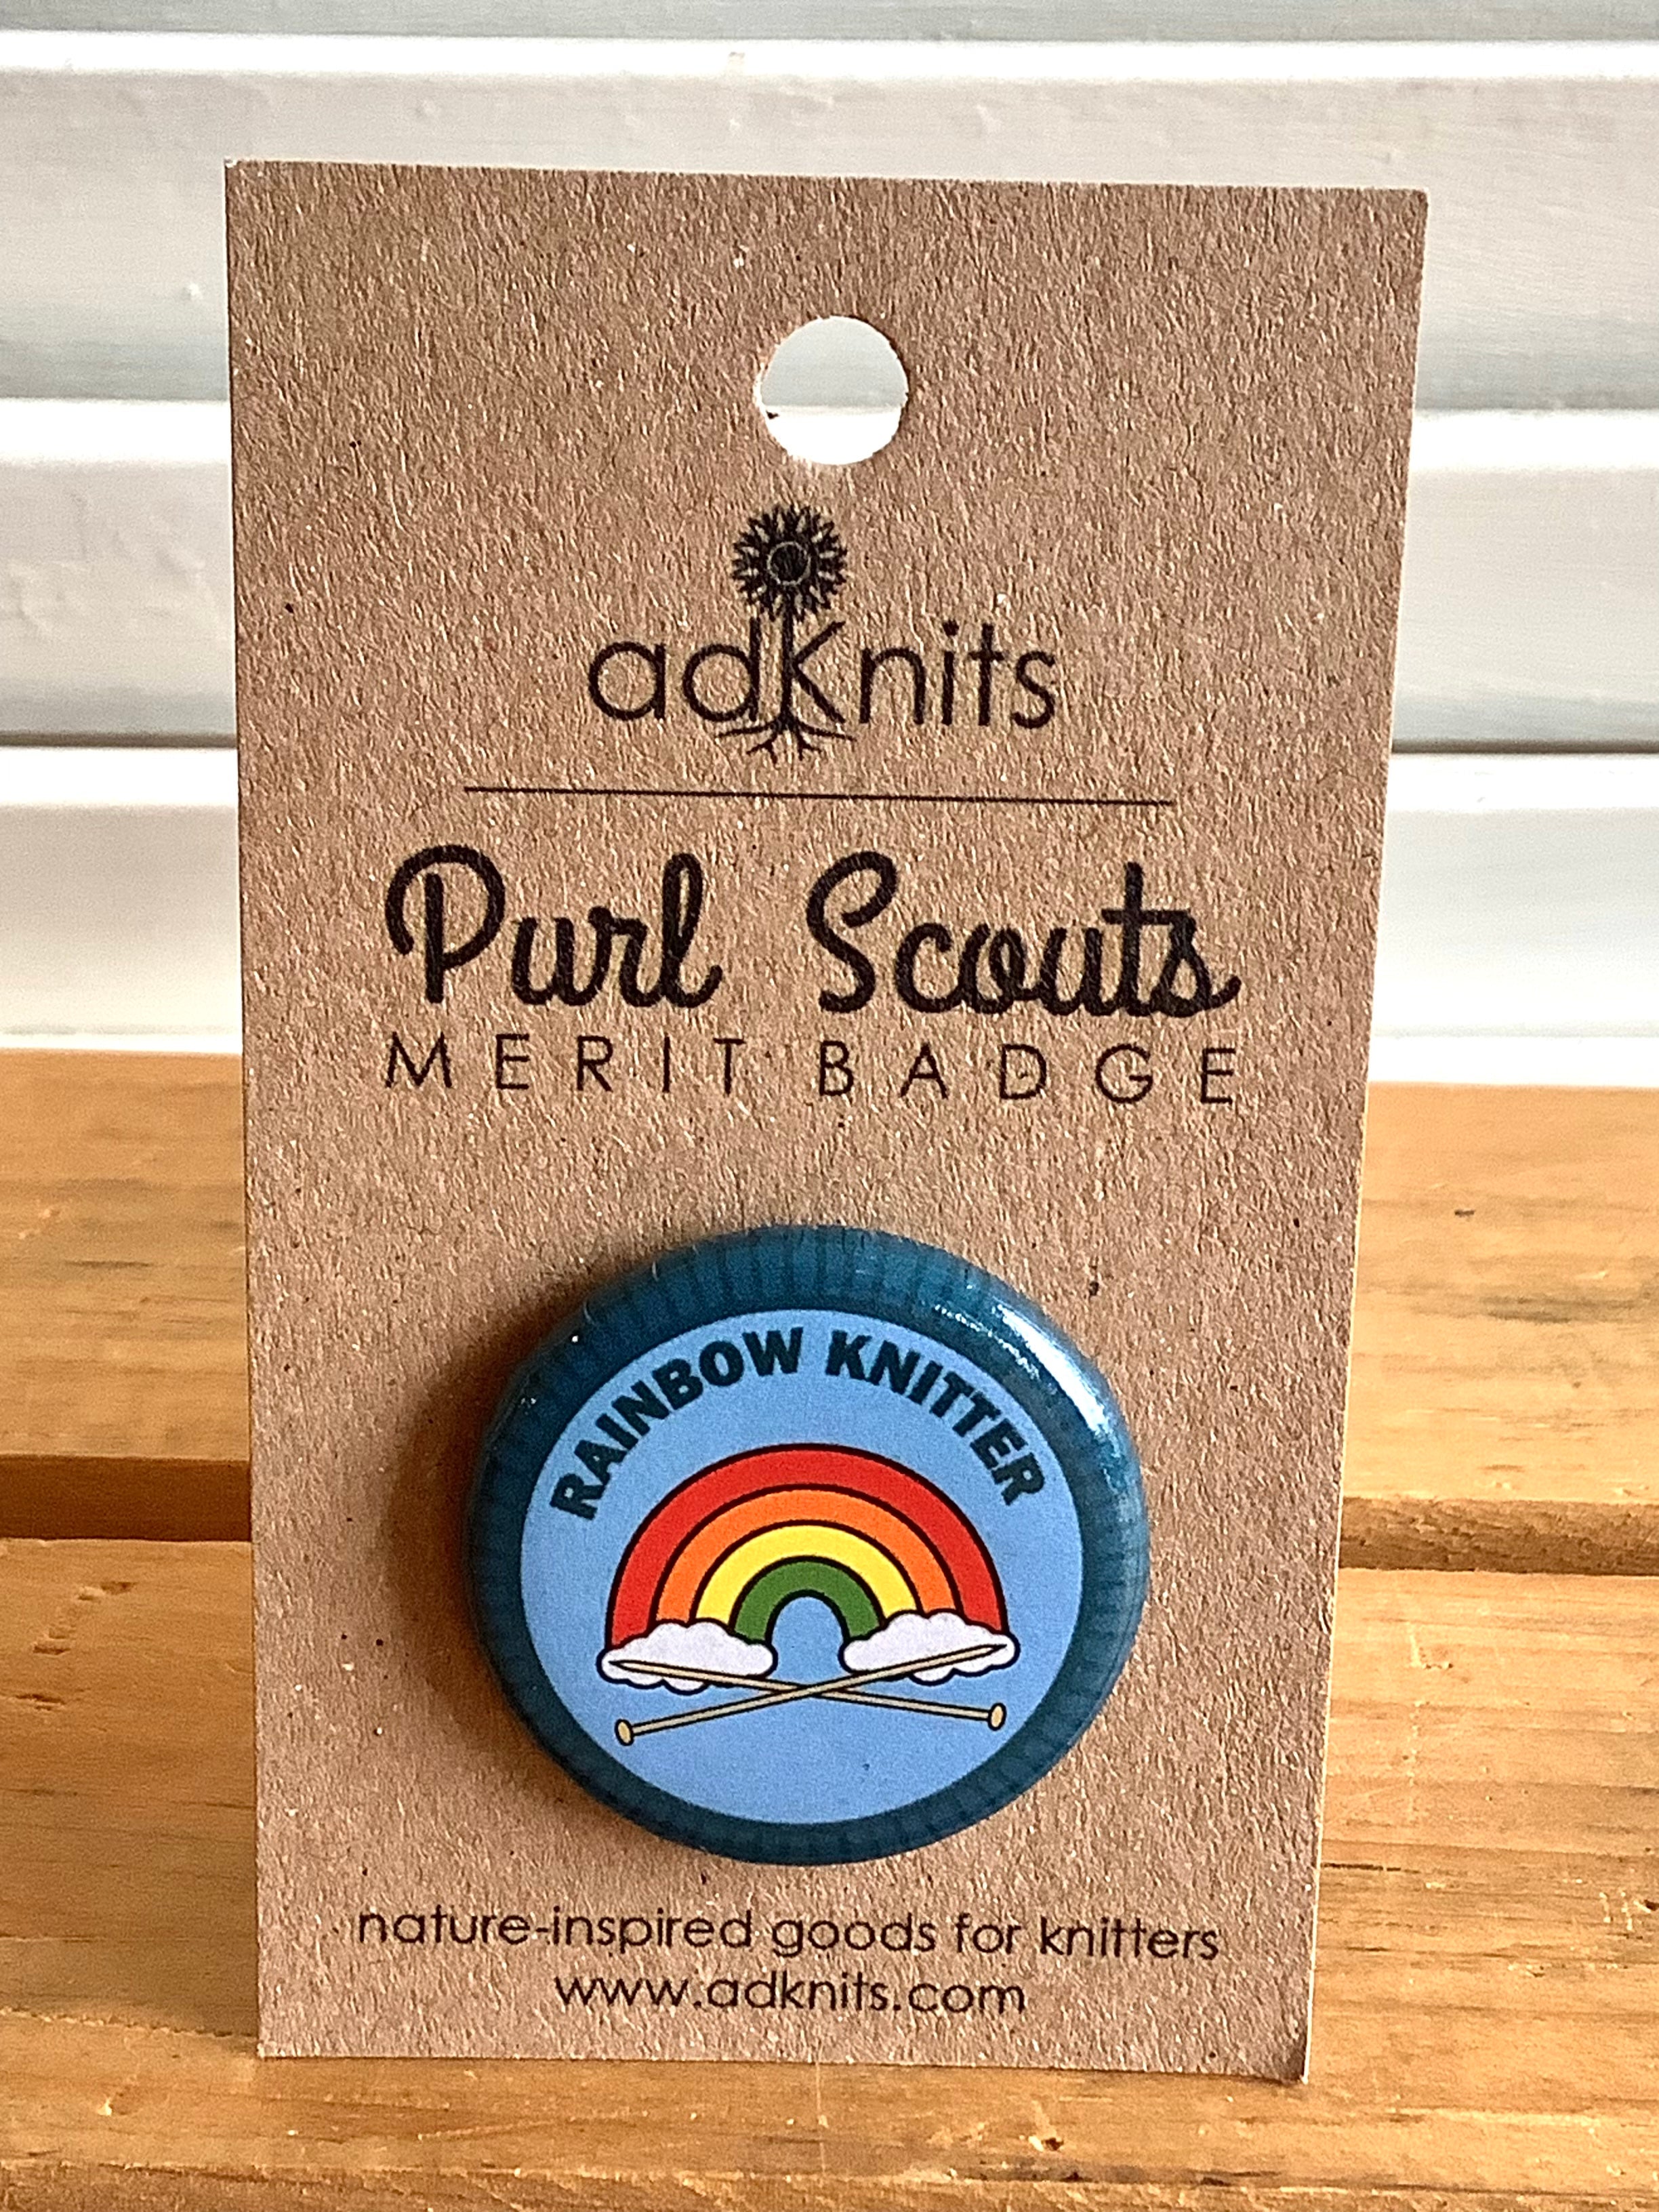 adKnits
Purl Scouts
MERIT BADGE
RAINBOW KNITTER
nature-inspired goods for knitters
www.adknits.com